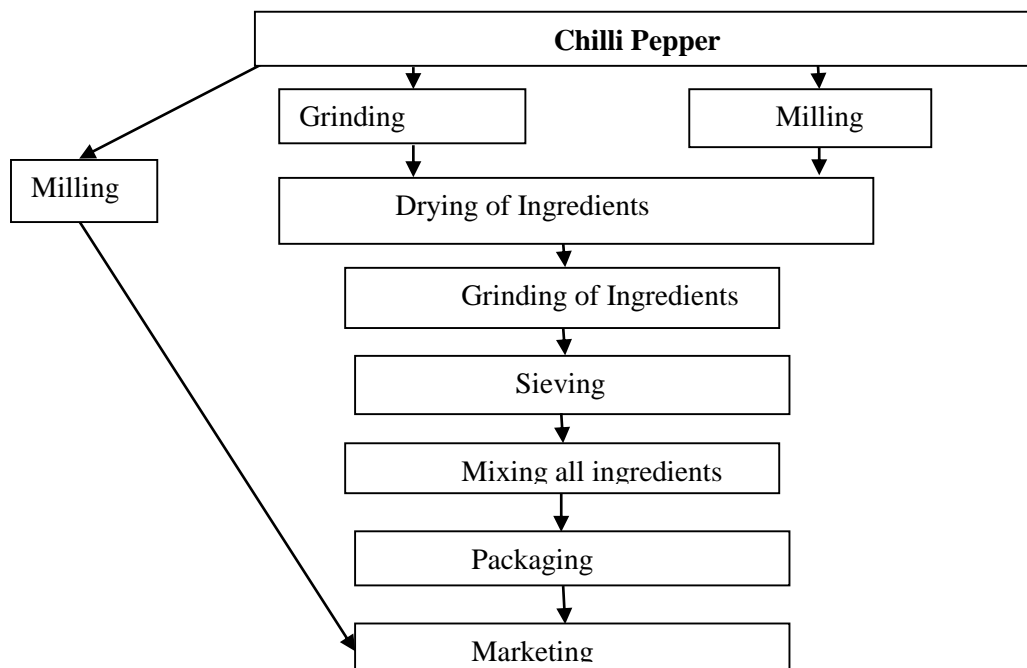 Chilli Pepper
Grinding
Milling
Milling
Drying of Ingredients
Grinding of Ingredients
Sieving
Mixing all ingredients
Packaging
Marketing